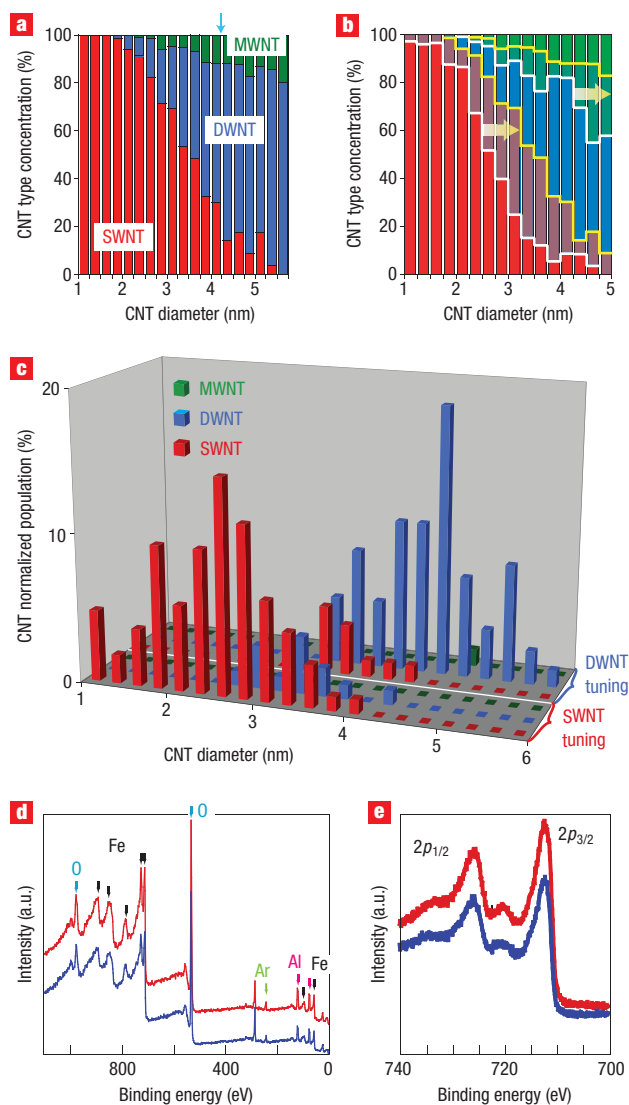 a
CNT type concentration (%)
100
80
60
40
20
0
MWNT
DWNT
SWNT
1 2 3 4 5
CNT diameter (nm)
b
CNT type concentration (%)
100
80
60
40
20
0
1 2 3 4 5
CNT diameter (nm)
c
CNT normalized population (%)
20
10
0
MWNT
DWNT
SWNT
1 2 3 4 5 6
CNT diameter (nm)
DWNT
tuning
SWNT
tuning
d
Intensity (a.u.)
O
Fe
O
Ar
Al
Fe
800 400 0
Binding energy (eV)
e
Intensity (a.u.)
2p1/2
2p3/2
740 720 700
Binding energy (eV)